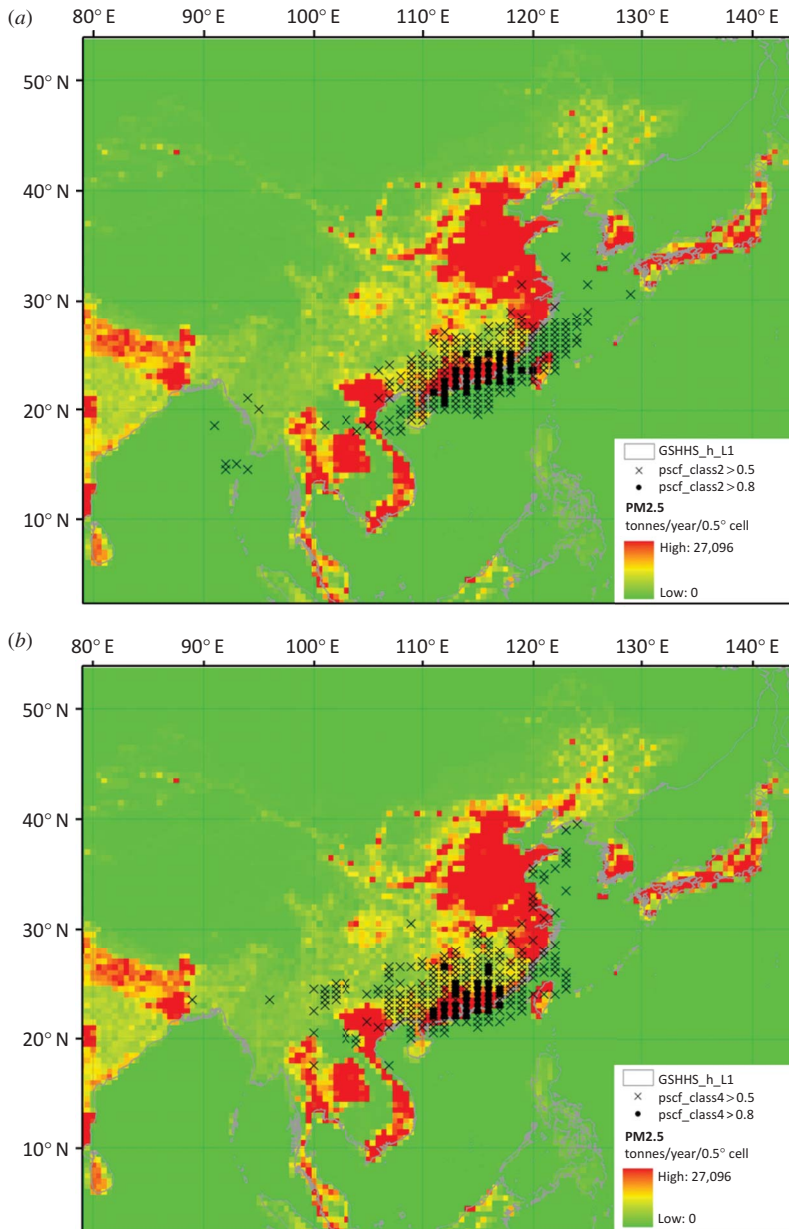 (a)
80° E 90° E 100° E 110° E 120° E 130° E 140° E
50° N
40° N
30° N
20° N
10° N
GSHHS_h_L1
pscf_class2>0.5
pscf_class2>0.8
PM2.5
tonnes/year/0.5° cell
High: 27,096
Low: 0
(b)
80° E 90° E 100° E 110° E 120° E 130° E 140° E
50° N
40° N
30° N
20° N
10° N
GSHHS_h_L1
pscf_class4>0.5
pscf_class4>0.8
PM2.5
tonnes/year/0.5° cell
High: 27,096
Low: 0